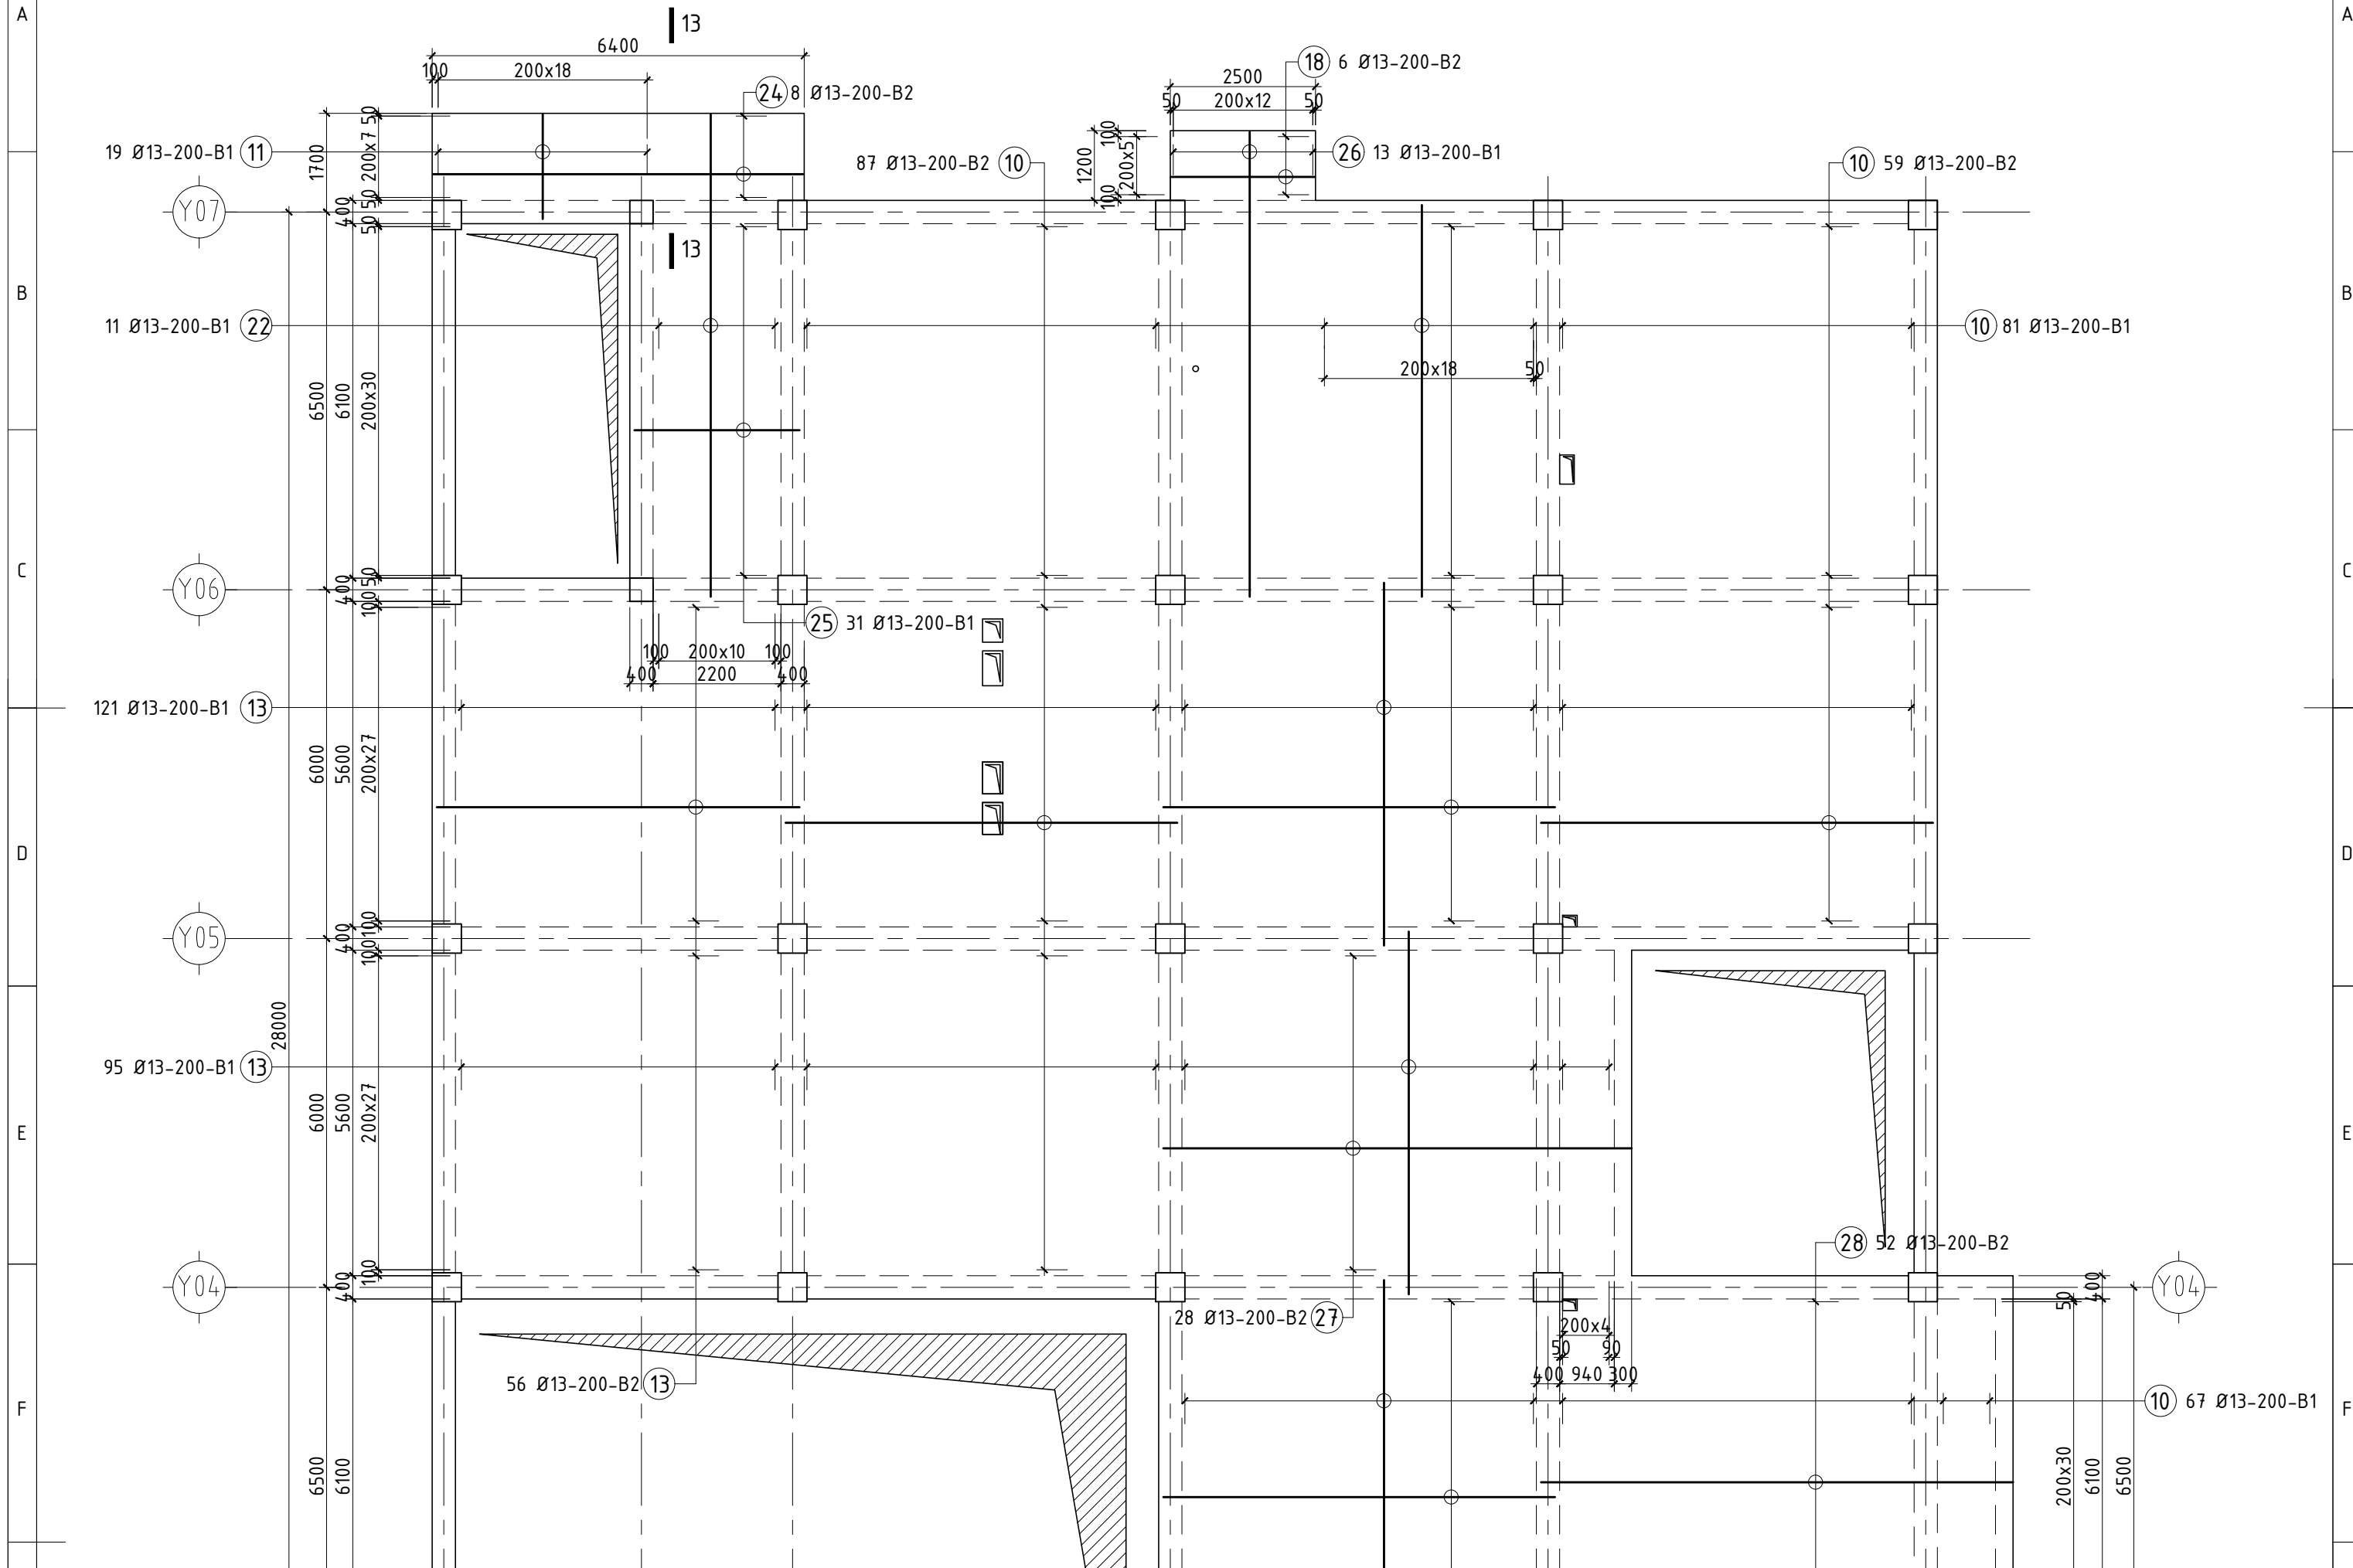 A
A
13
6400
100
200x18
24
8 Ø13-200-B2
18
6 Ø13-200-B2
2500
50
200x12
50
50
200x7
1700
50
400
50
19 Ø13-200-B1
11
87 Ø13-200-B2
10
1200
100
200x5
100
26
13 Ø13-200-B1
10
59 Ø13-200-B2
Y07
13
B
B
11 Ø13-200-B1
22
10
81 Ø13-200-B1
200x18
50
6500
6100
200x30
C
C
Y06
400
50
100
25
31 Ø13-200-B1
100
200x10
100
400
2200
400
121 Ø13-200-B1
13
6000
5600
200x27
D
D
Y05
400
100
100
28000
95 Ø13-200-B1
13
6000
5600
200x27
E
E
28
52 Ø13-200-B2
Y04
400
100
Y04
50
400
28 Ø13-200-B2
27
200x4
50
90
400
940
300
56 Ø13-200-B2
13
10
67 Ø13-200-B1
F
F
6500
6100
200x30
6100
6500